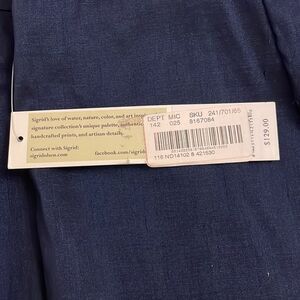 Sigrid's love of water, nature, color, and art
signature collection's unique palette, authentic
handcrafted prints, and artisan details.
Connect with Sigrid:
sigridolsen.com facebook.com/sigrid
DEPT MIC SKU 241/701/65
142 025 8167084
116 ND14102 8 421530
$129.00